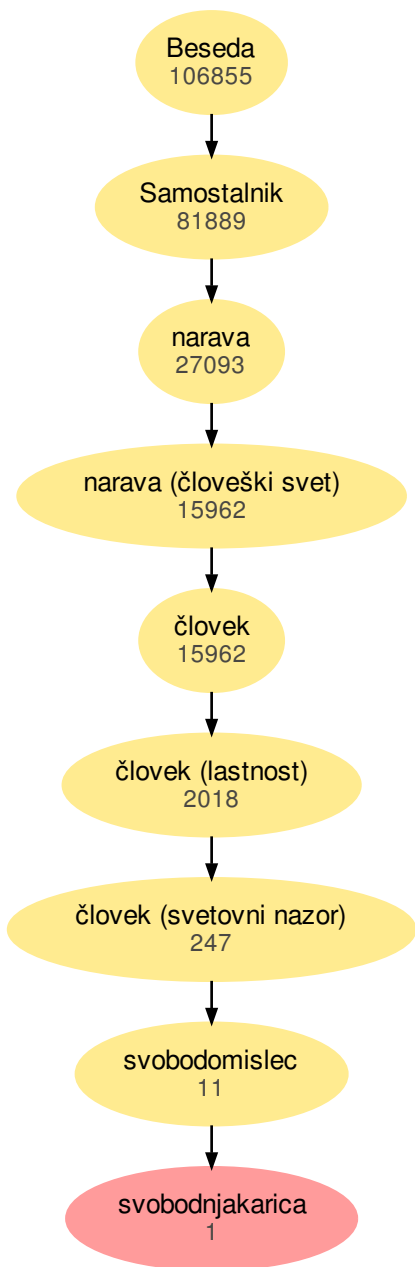 Beseda
106855
Samostalnik
81889
narava
27093
narava (človeški svet)
15962
človek
15962
človek (lastnost)
2018
človek (svetovni nazor)
247
svobodomislec
11
svobodnjakarica
1